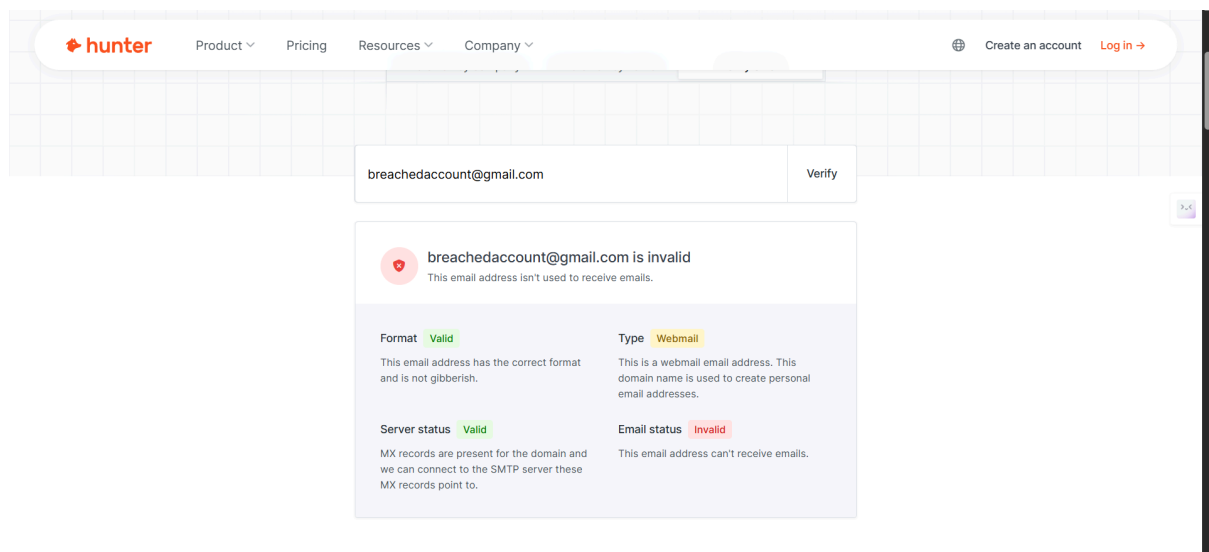 hunter Product Pricing Resources Company Create an account Log in →
breachedaccount@gmail.com Verify
breachedaccount@gmail.com is invalid
This email address isn't used to receive emails.
Format Valid
This email address has the correct format
and is not gibberish.
Type Webmail
This is a webmail email address. This
domain name is used to create personal
email addresses.
Server status Valid
MX records are present for the domain and
we can connect to the SMTP server these
MX records point to.
Email status Invalid
This email address can't receive emails.